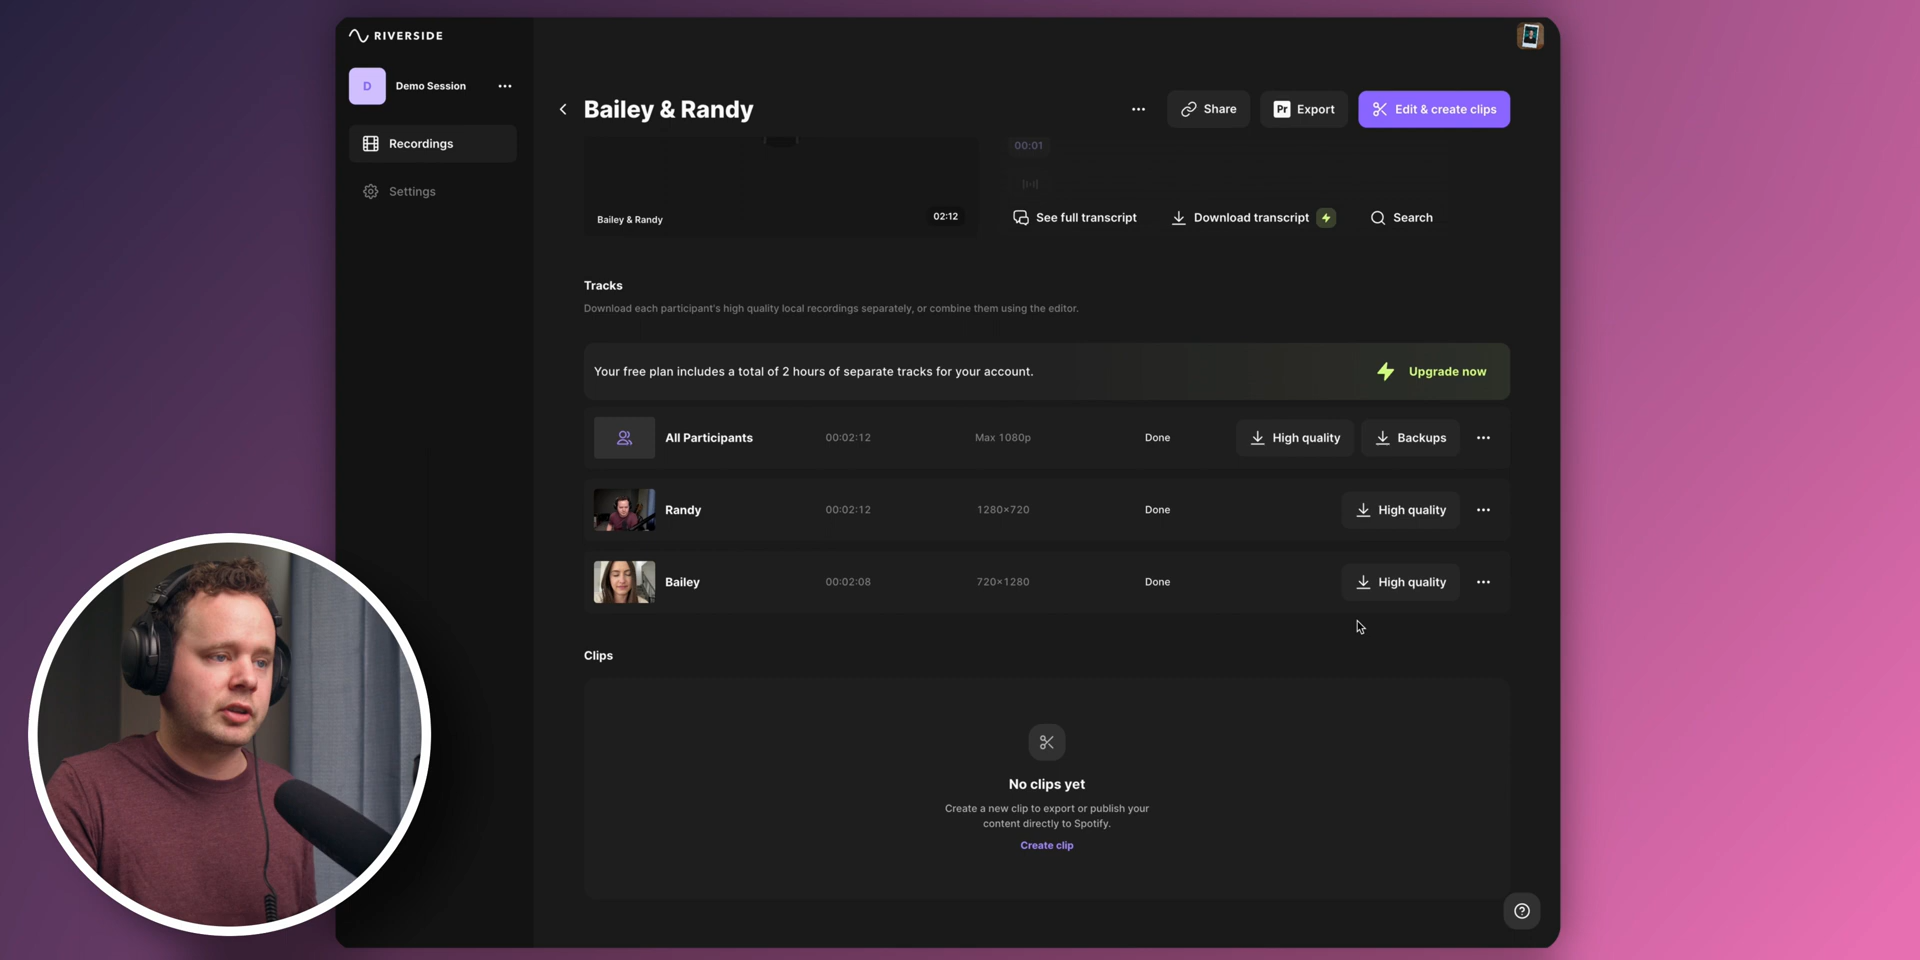 RIVERSIDE
D
Demo Session
Recordings
Settings
Bailey & Randy
Share
Pr Export
Edit & create clips
00:01
Bailey & Randy
02:12
See full transcript
Download transcript
Search
Tracks
Download each participant's high quality local recordings separately, or combine them using the editor.
Your free plan includes a total of 2 hours of separate tracks for your account.
Upgrade now
All Participants 00:02:12 Max 1080p Done High quality Backups
Randy 00:02:12 1280×720 Done High quality
Bailey 00:02:08 720×1280 Done High quality
Clips
No clips yet
Create a new clip to export or publish your
content directly to Spotify.
Create clip